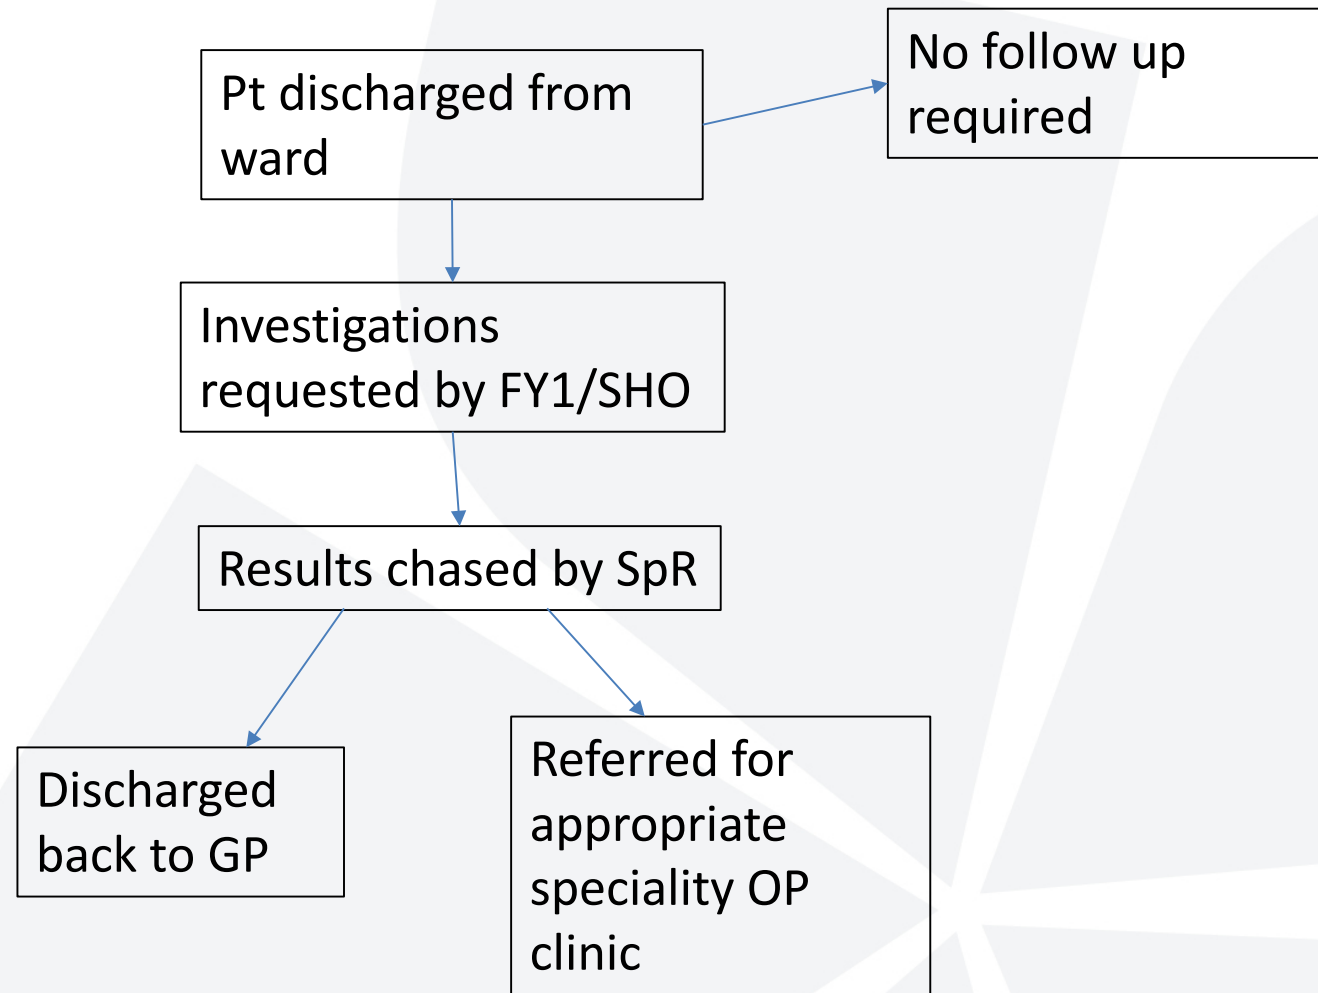 Pt discharged from
ward
No follow up
required
Investigations
requested by FY1/SHO
Results chased by SpR
Discharged
back to GP
Referred for
appropriate
speciality OP
clinic